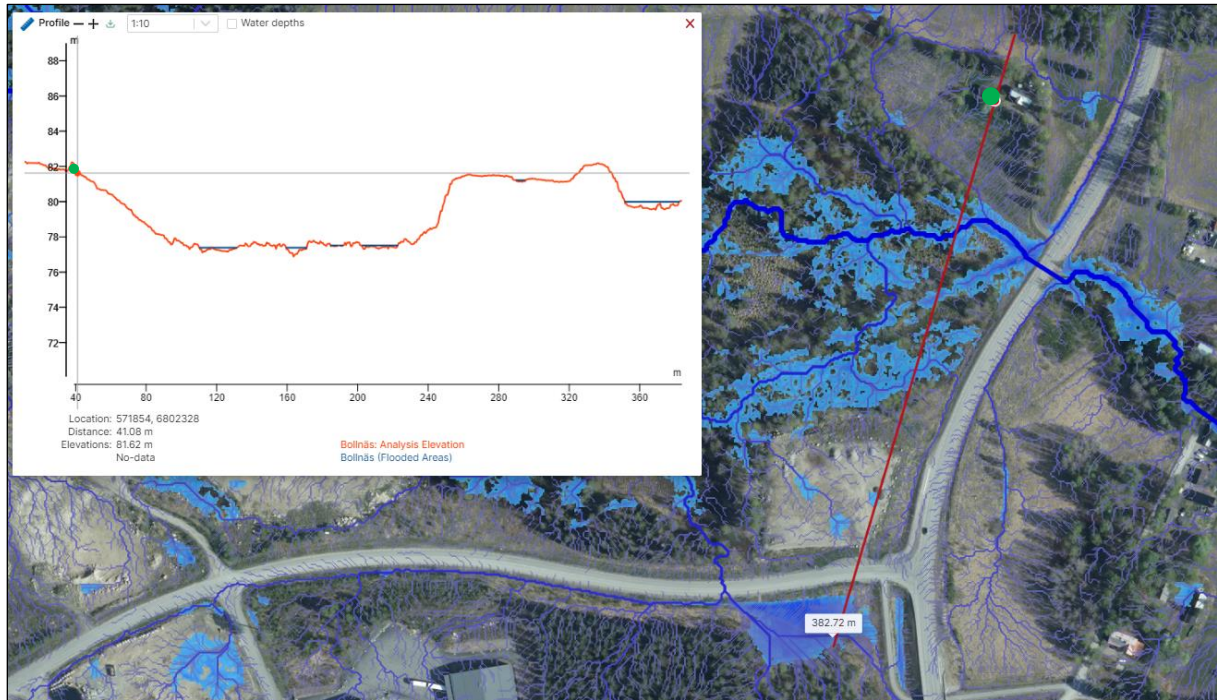 Profile
1:10
Water depths
m
88
86
84
82
80
78
76
74
72
m
40 80 120 160 200 240 280 320 360
Location: 571854, 6802328
Distance: 41.08 m
Elevations: 81.62 m
No-data
Bollnäs: Analysis Elevation
Bollnäs (Flooded Areas)
382.72 m